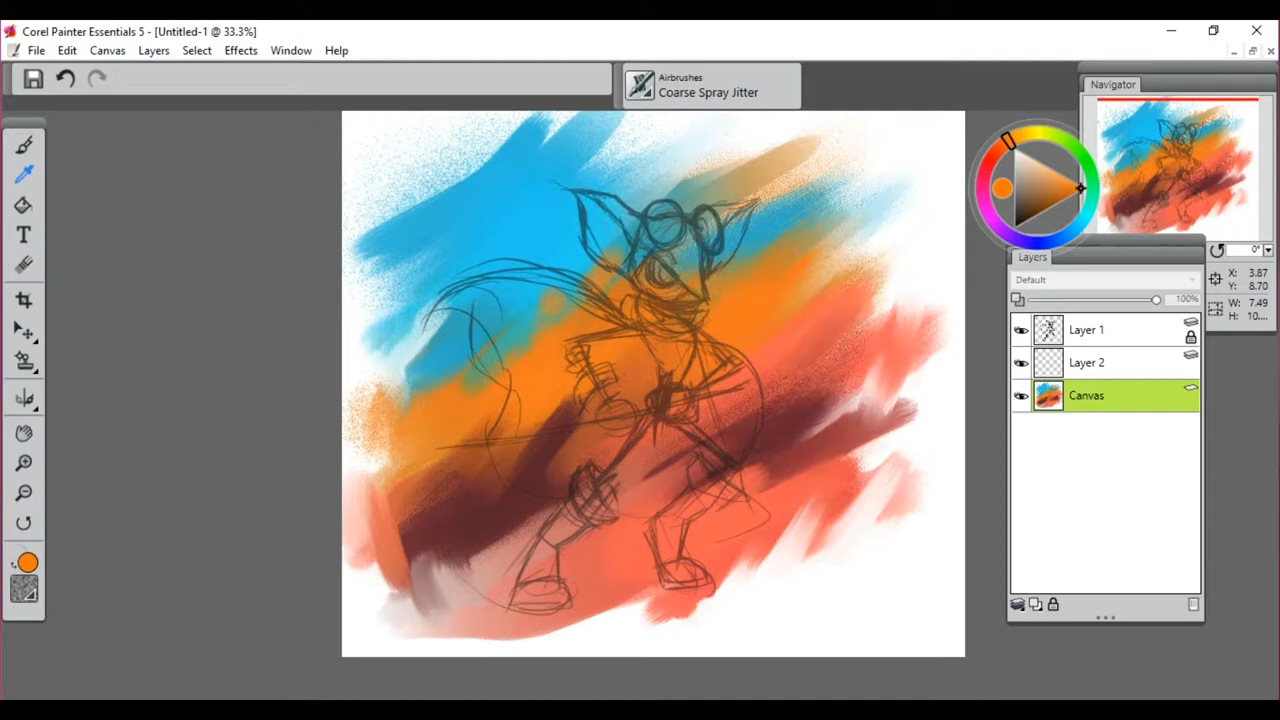 Corel Painter Essentials 5 - [Untitled-1 @ 33.3%]
File Edit Canvas Layers Select Effects Window Help
Airbrushes
Coarse Spray Jitter
Navigator
0°
X: 3.87
Y: 8.70
W: 7.49
H: 10....
Layers
Default
100%
Layer 1
Layer 2
Canvas
T